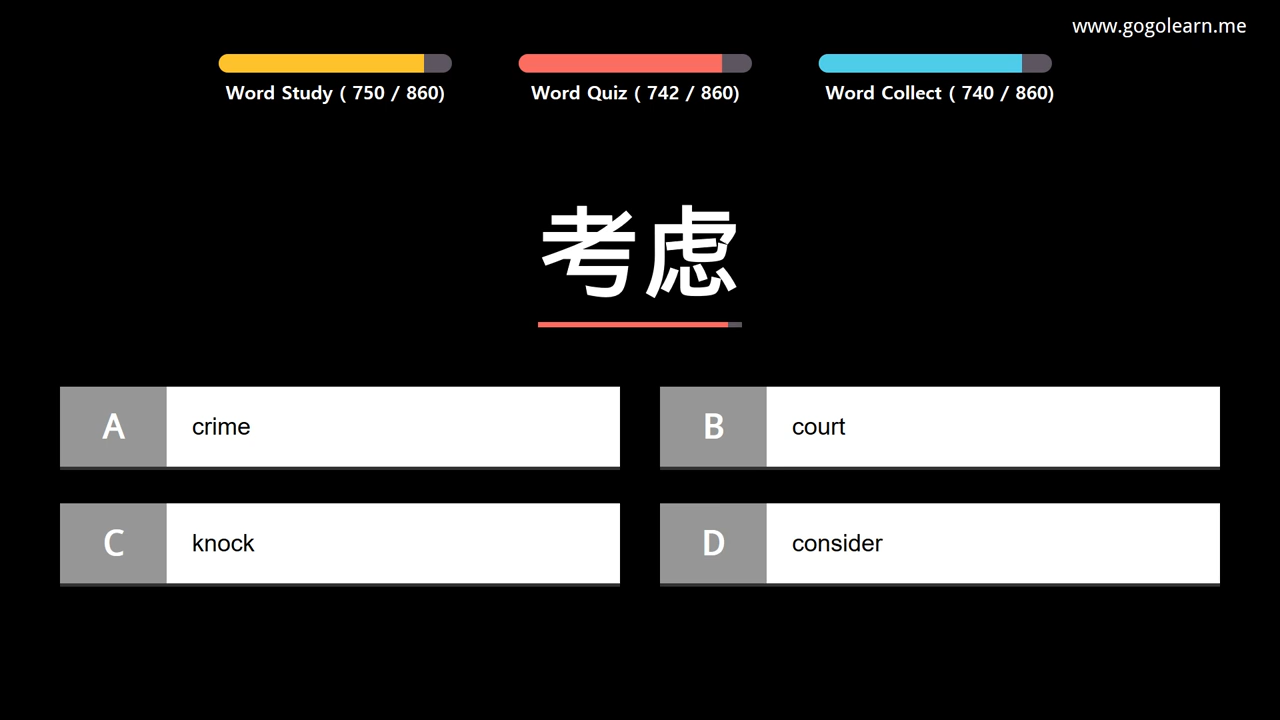 www.gogolearn.me
Word Study ( 750 / 860)
Word Quiz ( 742 / 860)
Word Collect ( 740 / 860)
考虑
A crime
B court
C knock
D consider